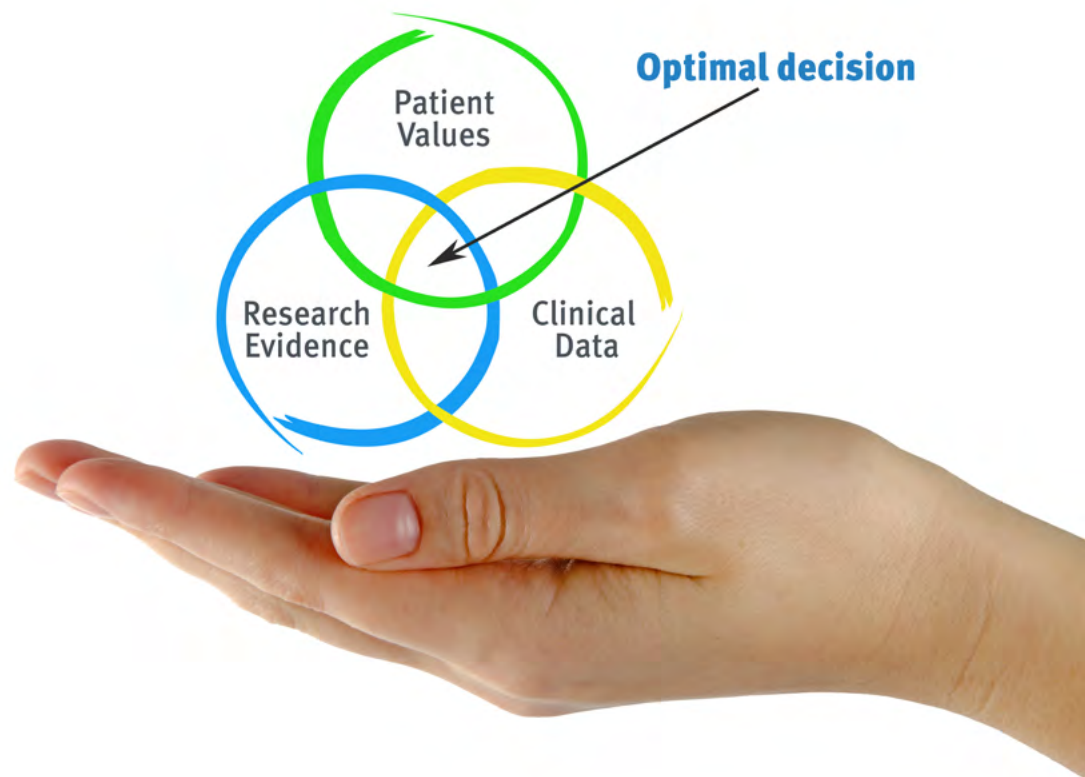 Optimal decision
Patient
Values
Research
Evidence
Clinical
Data